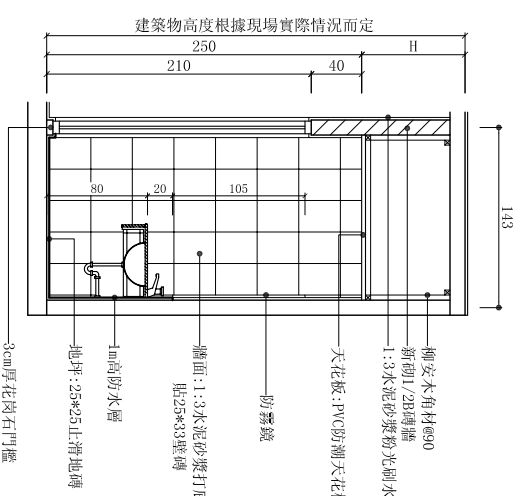 建築物高度根據現場實際情況而定
250
H
210
40
80
20
105
143
3cm厚花崗石門檻
地坪:25*25止滑地磚
1m高防水層
牆面:1:3水泥砂漿打底
貼25*33壁磚
防霧鏡
天花板:PVC防潮天花板
1:3水泥砂漿粉光刷水
新砌1/2B磚牆
柳安木角材@90